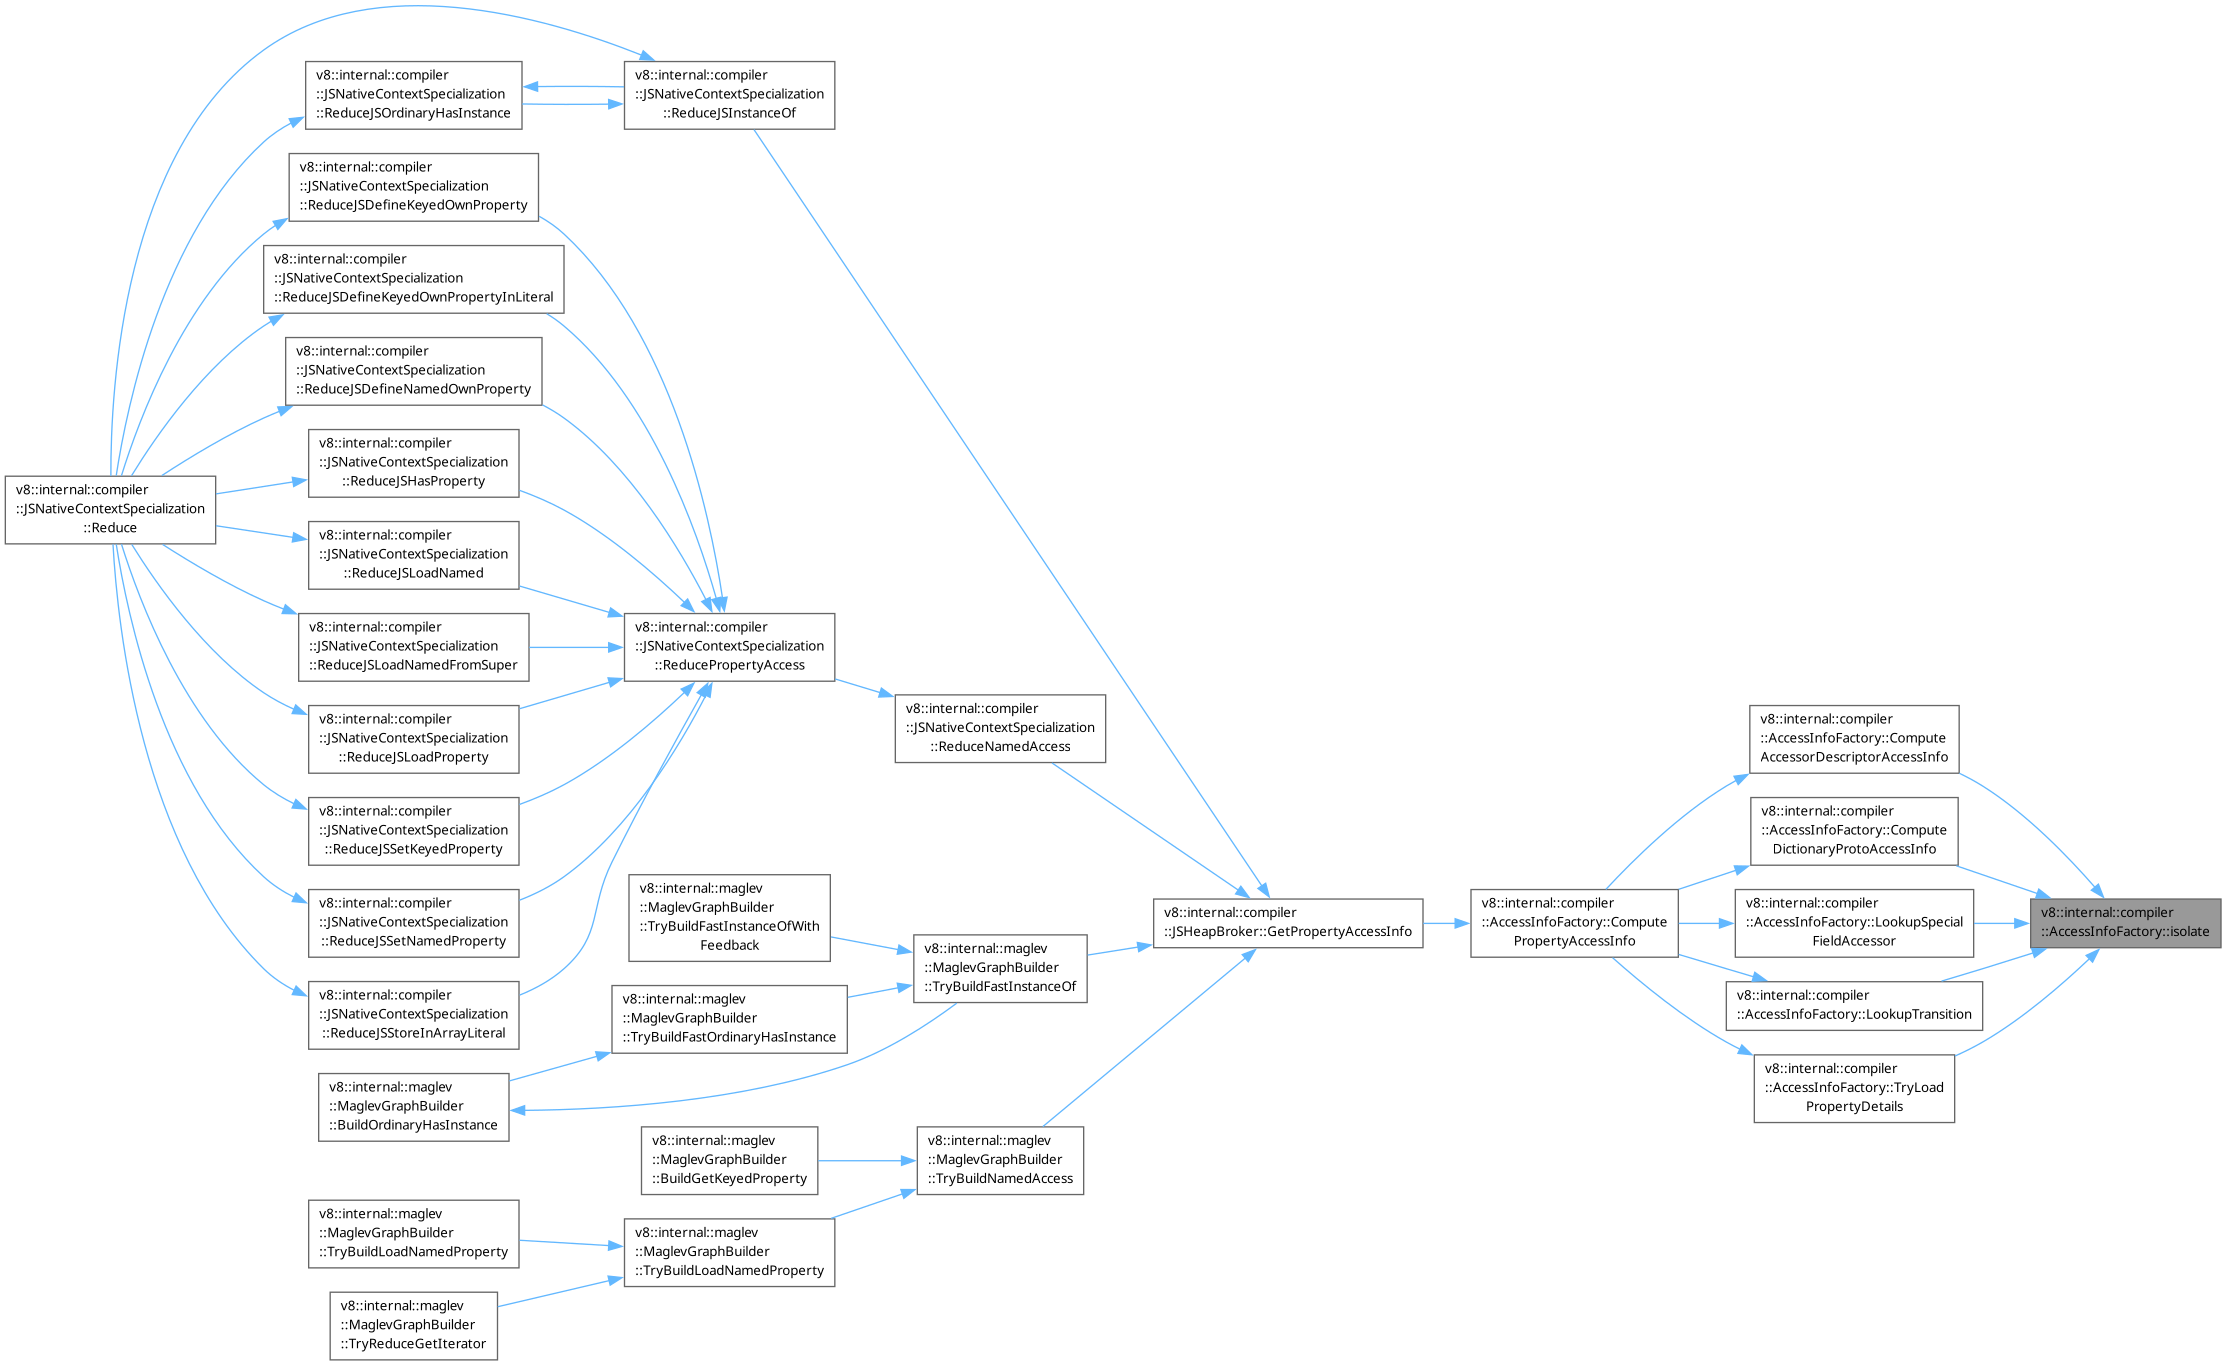 v8::internal::compiler
::JSNativeContextSpecialization
::Reduce
v8::internal::compiler
::JSNativeContextSpecialization
::ReduceJSOrdinaryHasInstance
v8::internal::compiler
::JSNativeContextSpecialization
::ReduceJSDefineKeyedOwnProperty
v8::internal::compiler
::JSNativeContextSpecialization
::ReduceJSDefineKeyedOwnPropertyInLiteral
v8::internal::compiler
::JSNativeContextSpecialization
::ReduceJSDefineNamedOwnProperty
v8::internal::compiler
::JSNativeContextSpecialization
::ReduceJSHasProperty
v8::internal::compiler
::JSNativeContextSpecialization
::ReduceJSLoadNamed
v8::internal::compiler
::JSNativeContextSpecialization
::ReduceJSLoadNamedFromSuper
v8::internal::compiler
::JSNativeContextSpecialization
::ReduceJSLoadProperty
v8::internal::compiler
::JSNativeContextSpecialization
::ReduceJSSetKeyedProperty
v8::internal::compiler
::JSNativeContextSpecialization
::ReduceJSSetNamedProperty
v8::internal::compiler
::JSNativeContextSpecialization
::ReduceJSStoreInArrayLiteral
v8::internal::maglev
::MaglevGraphBuilder
::BuildOrdinaryHasInstance
v8::internal::maglev
::MaglevGraphBuilder
::TryBuildLoadNamedProperty
v8::internal::maglev
::MaglevGraphBuilder
::TryReduceGetIterator
v8::internal::compiler
::JSNativeContextSpecialization
::ReduceJSInstanceOf
v8::internal::compiler
::JSNativeContextSpecialization
::ReducePropertyAccess
v8::internal::maglev
::MaglevGraphBuilder
::TryBuildFastInstanceOfWith
Feedback
v8::internal::maglev
::MaglevGraphBuilder
::TryBuildFastOrdinaryHasInstance
v8::internal::maglev
::MaglevGraphBuilder
::BuildGetKeyedProperty
v8::internal::maglev
::MaglevGraphBuilder
::TryBuildLoadNamedProperty
v8::internal::compiler
::JSNativeContextSpecialization
::ReduceNamedAccess
v8::internal::maglev
::MaglevGraphBuilder
::TryBuildFastInstanceOf
v8::internal::maglev
::MaglevGraphBuilder
::TryBuildNamedAccess
v8::internal::compiler
::JSHeapBroker::GetPropertyAccessInfo
v8::internal::compiler
::AccessInfoFactory::Compute
PropertyAccessInfo
v8::internal::compiler
::AccessInfoFactory::Compute
AccessorDescriptorAccessInfo
v8::internal::compiler
::AccessInfoFactory::Compute
DictionaryProtoAccessInfo
v8::internal::compiler
::AccessInfoFactory::LookupSpecial
FieldAccessor
v8::internal::compiler
::AccessInfoFactory::LookupTransition
v8::internal::compiler
::AccessInfoFactory::TryLoad
PropertyDetails
v8::internal::compiler
::AccessInfoFactory::isolate